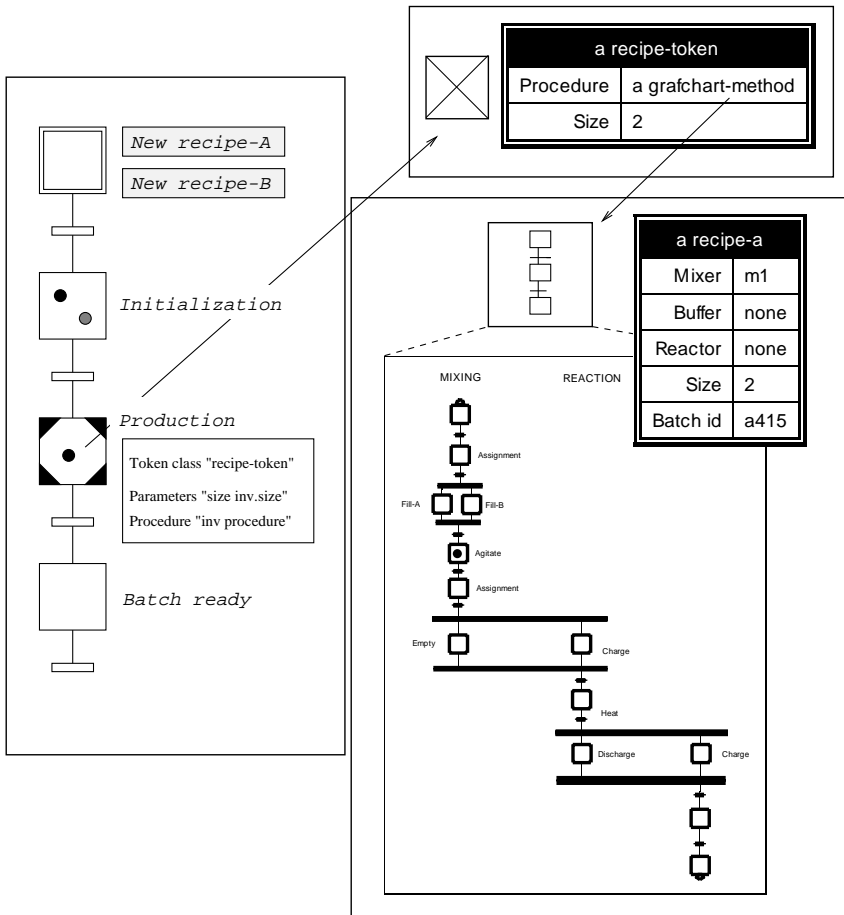 a recipe-token
Procedure a grafchart-method
Size 2
New recipe-A
New recipe-B
Initialization
Production
Token class "recipe-token"
Parameters "size inv.size"
Procedure "inv procedure"
Batch ready
a recipe-a
Mixer m1
Buffer none
Reactor none
Size 2
Batch id a415
MIXING REACTION
Assignment
Fill-A Fill-B
Agitate
Assignment
Empty Charge
Heat
Discharge Charge